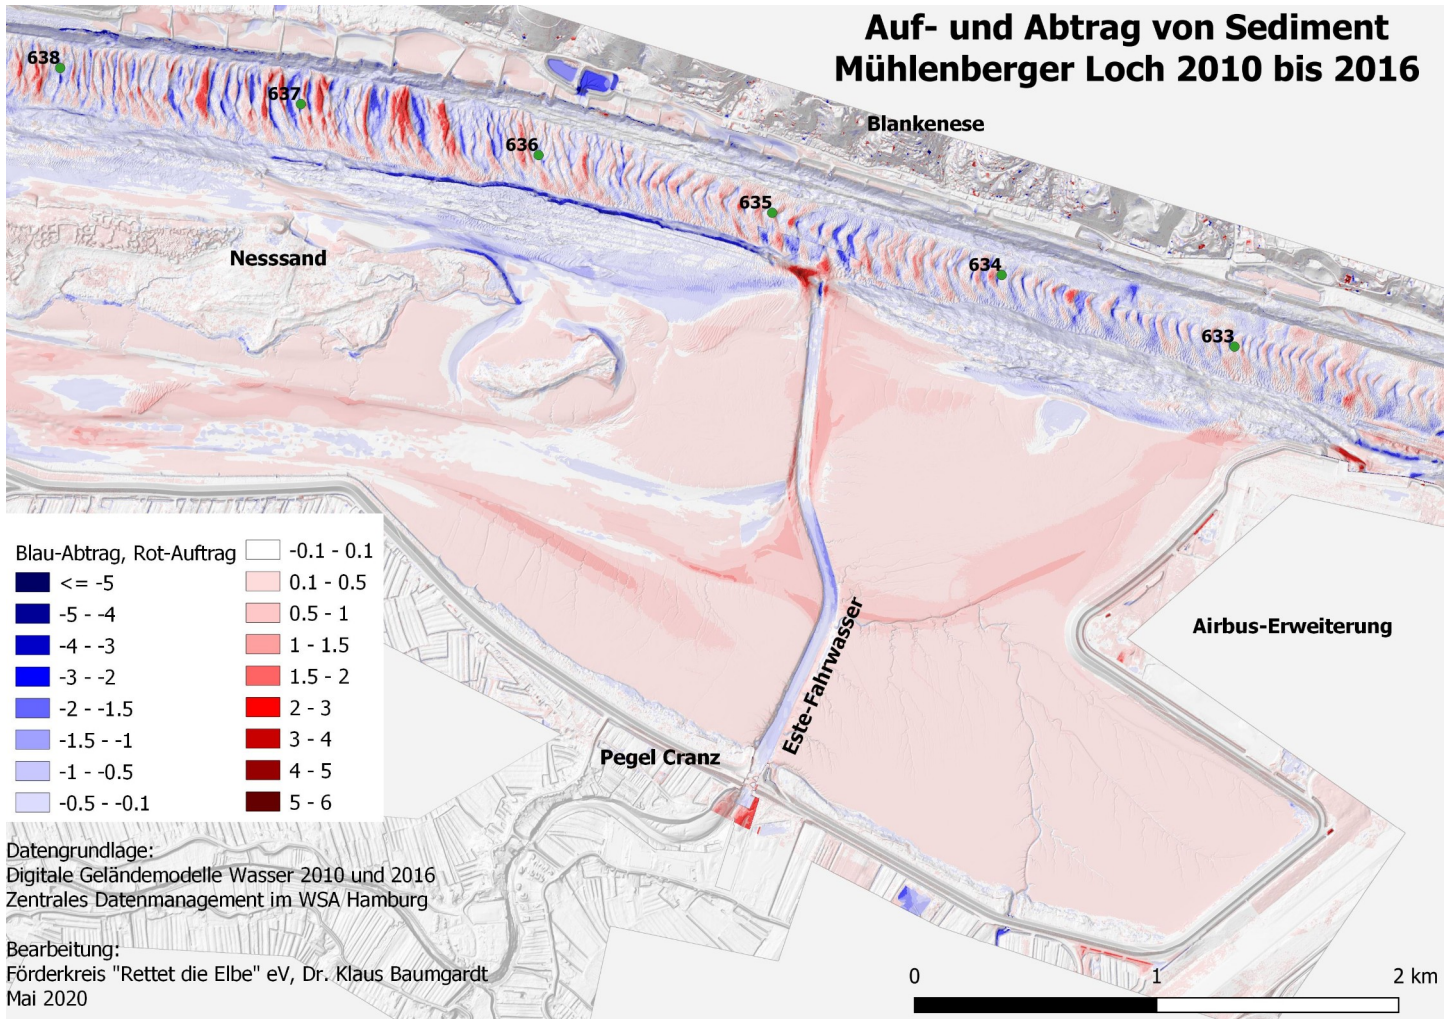 Auf- und Abtrag von Sediment
Mühlenberger Loch 2010 bis 2016
638
637
636
635
634
633
Blankenese
Nesssand
Airbus-Erweiterung
Este-Fahrwasser
Pegel Cranz
Blau-Abtrag, Rot-Auftrag
<= -5
-5 - -4
-4 - -3
-3 - -2
-2 - -1.5
-1.5 - -1
-1 - -0.5
-0.5 - -0.1
-0.1 - 0.1
0.1 - 0.5
0.5 - 1
1 - 1.5
1.5 - 2
2 - 3
3 - 4
4 - 5
5 - 6
Datengrundlage:
Digitale Geländemodelle Wasser 2010 und 2016
Zentrales Datenmanagement im WSA Hamburg
Bearbeitung:
Förderkreis "Rettet die Elbe" eV, Dr. Klaus Baumgardt
Mai 2020
0 1 2 km